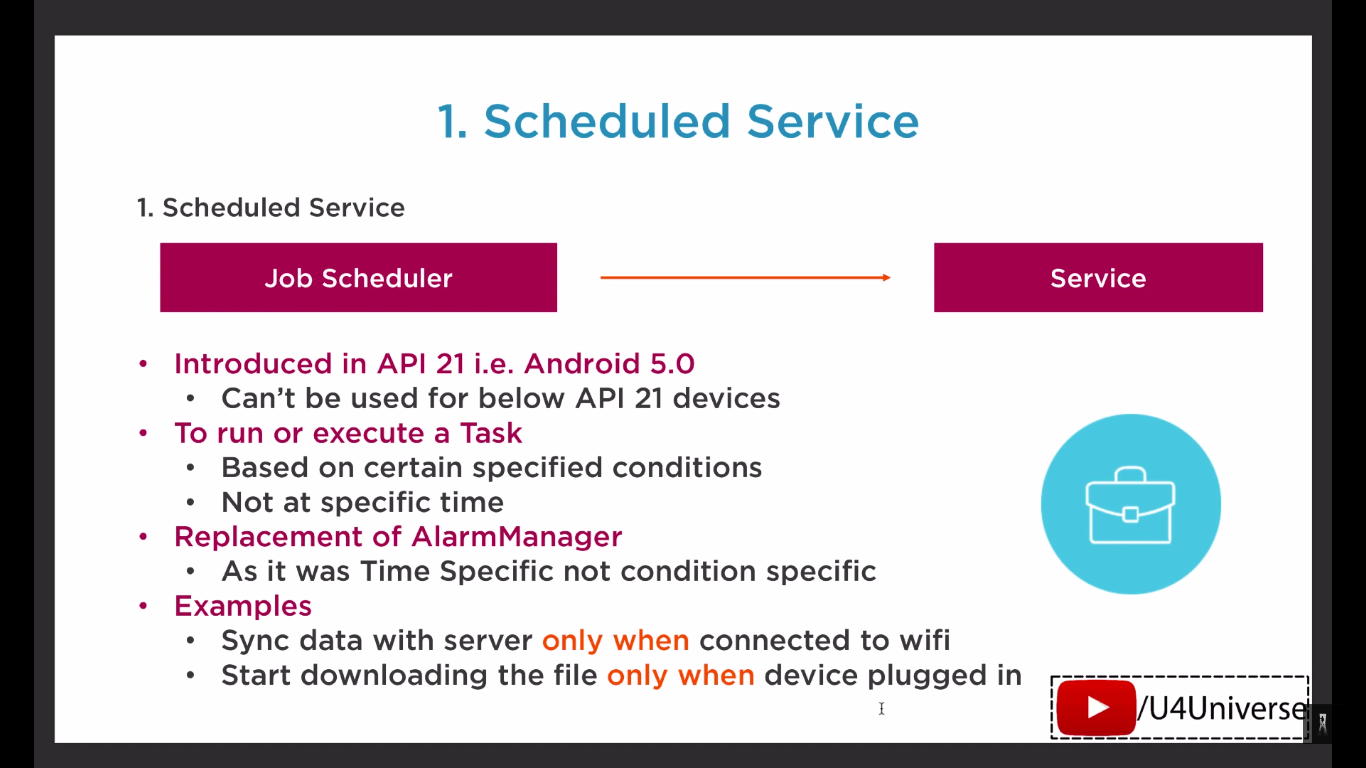 1. Scheduled Service
1. Scheduled Service
Job Scheduler
Service
• Introduced in API 21 i.e. Android 5.0
• Can't be used for below API 21 devices
• To run or execute a Task
• Based on certain specified conditions
• Not at specific time
• Replacement of AlarmManager
• As it was Time Specific not condition specific
• Examples
• Sync data with server only when connected to wifi
• Start downloading the file only when device plugged in
/U4Universe